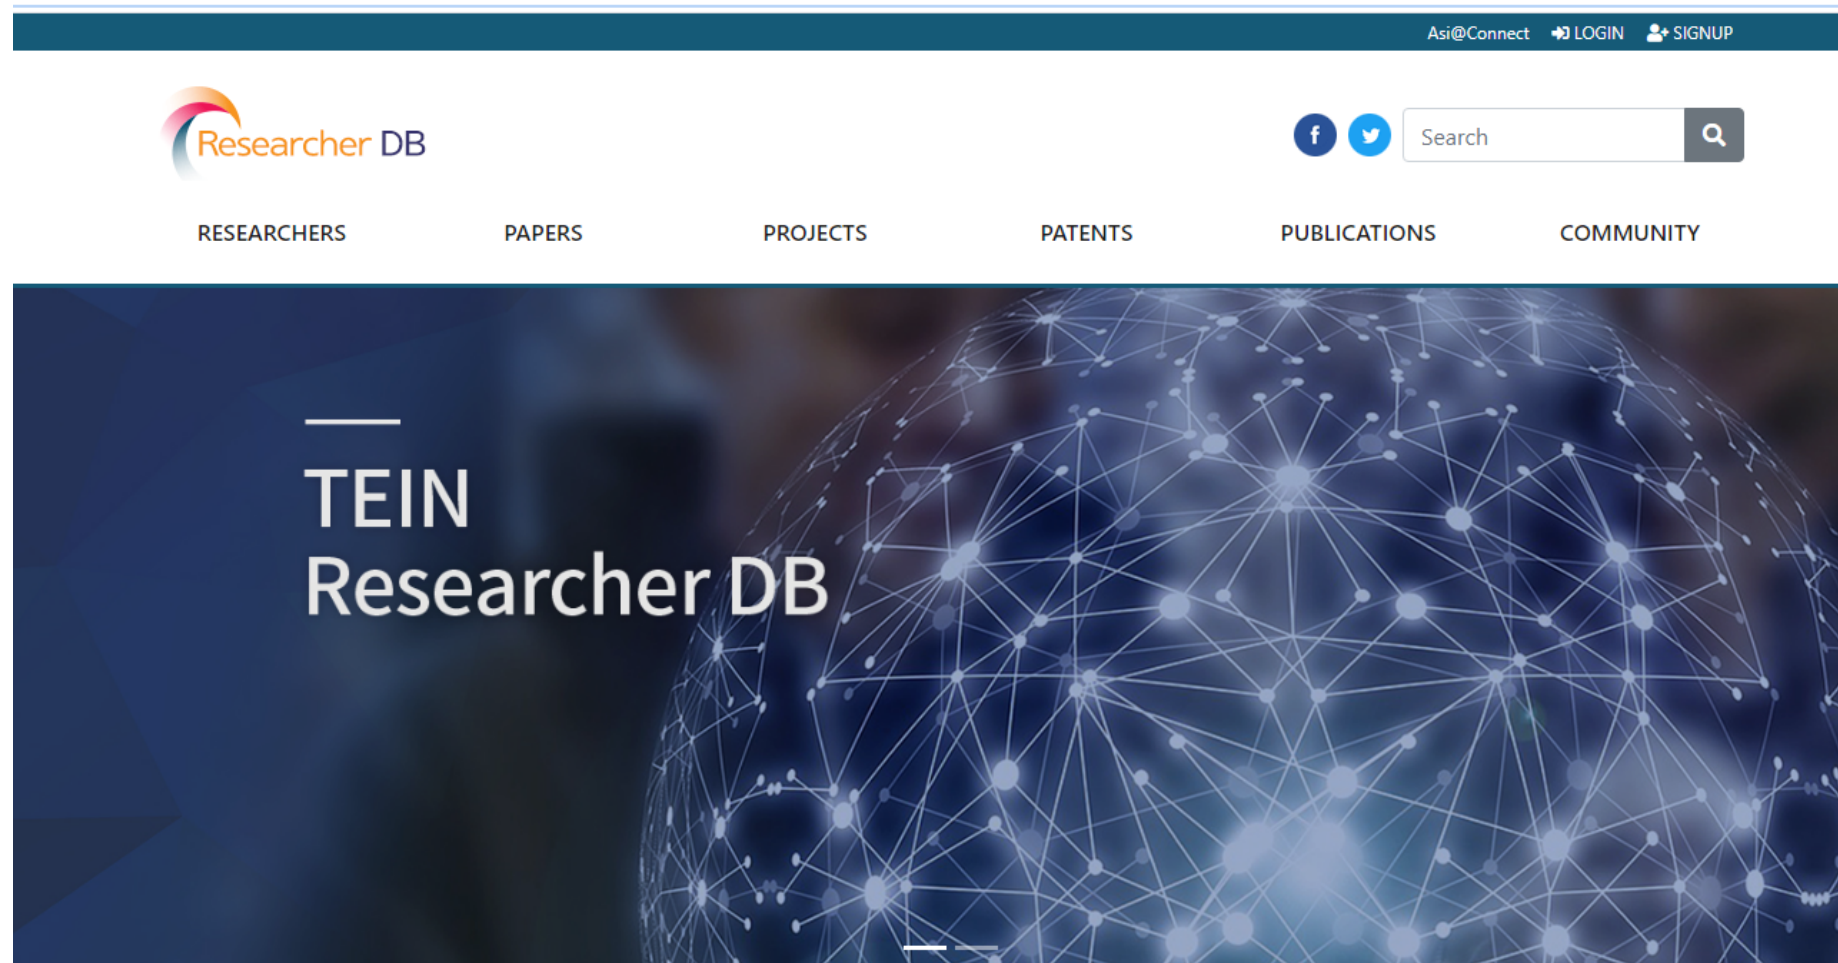 Asi@Connect LOGIN SIGNUP
Researcher DB
Search
RESEARCHERS PAPERS PROJECTS PATENTS PUBLICATIONS COMMUNITY
TEIN
Researcher DB